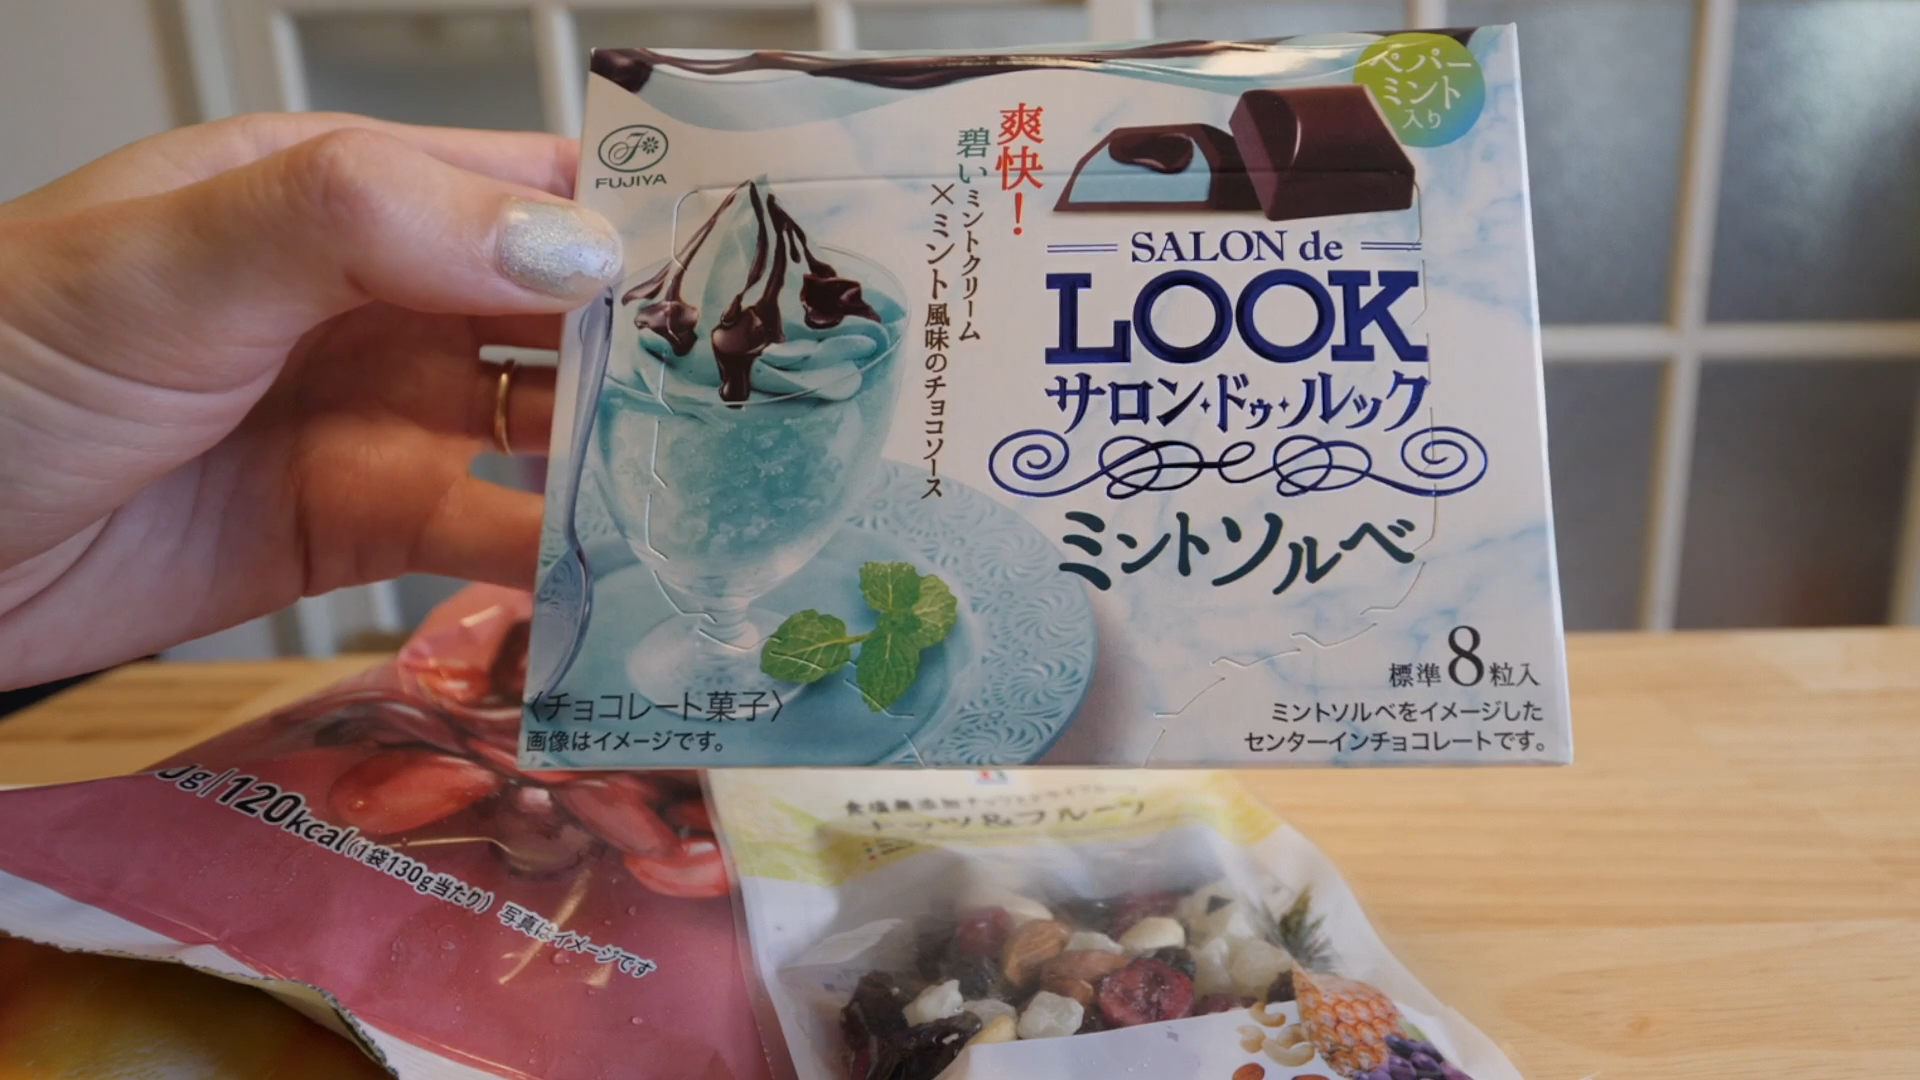 FUJIYA
爽快！
碧いミントクリーム
×ミント風味のチョコソース
ペパー
ミント
入り
SALON de
LOOK
サロン・ドゥ・ルック
ミントソルベ
標準8粒入
〈チョコレート菓子〉
画像はイメージです。
ミントソルベをイメージした
センターインチョコレートです。
g/120kcal(1袋130g当たり) 写真はイメージです
ナッツ&フルーツ